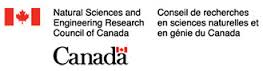 Natural Sciences and
Engineering Research
Council of Canada
Conseil de recherches
en sciences naturelles et
en génie du Canada
Canada